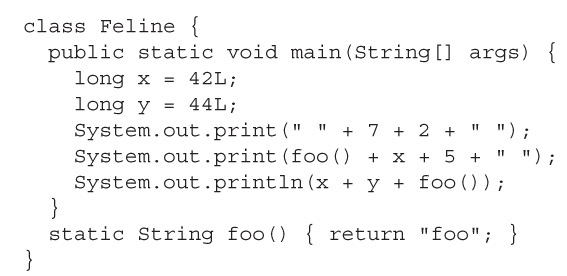 class Feline {
  public static void main(String[] args) {
    long x = 42L;
    long y = 44L;
    System.out.print(" " + 7 + 2 + " ");
    System.out.print(foo() + x + 5 + " ");
    System.out.println(x + y + foo());
  }
  static String foo() { return "foo"; }
}